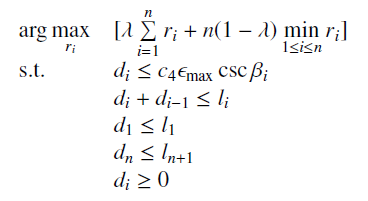 arg max [λ ∑ r_i + n(1 − λ) min r_i]
r_i i=1 n 1≤i≤n
s.t. d_i ≤ c_4 ϵ_max csc β_i
d_i + d_{i−1} ≤ l_i
d_1 ≤ l_1
d_n ≤ l_{n+1}
d_i ≥ 0